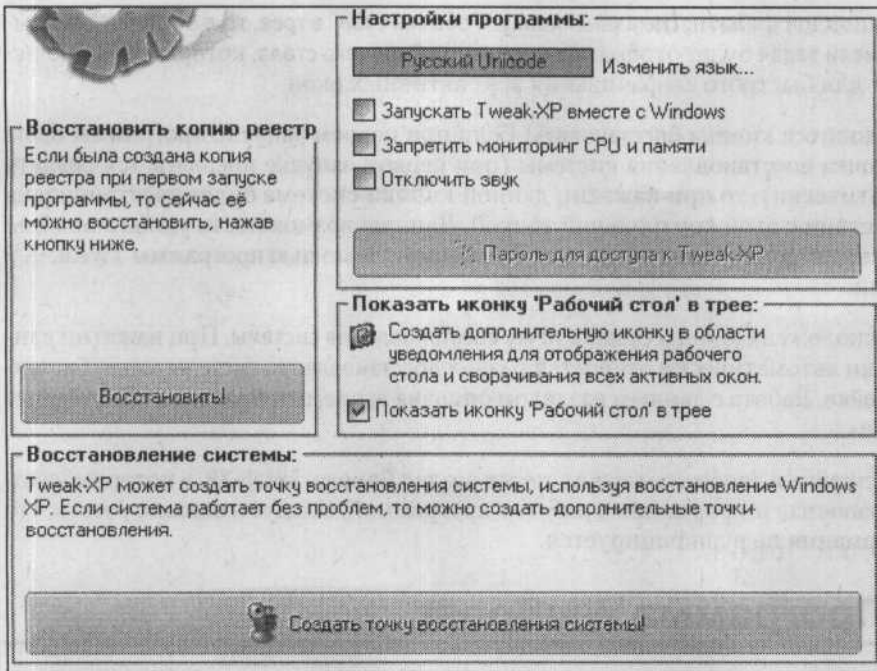 Настройки программы:
Русский Unicode
Изменить язык...
Запускать Tweak-XP вместе с Windows
Запретить мониторинг CPU и памяти
Отключить звук
Пароль для доступа к Tweak-XP
Восстановить копию реестр
Если была создана копия
реестра при первом запуске
программы, то сейчас её
можно восстановить, нажав
кнопку ниже.
Восстановить!
Показать иконку 'Рабочий стол' в трее:
Создать дополнительную иконку в области
уведомления для отображения рабочего
стола и сворачивания всех активных окон.
Показать иконку 'Рабочий стол' в трее
Восстановление системы:
Tweak-XP может создать точку восстановления системы, используя восстановление Windows
XP. Если система работает без проблем, то можно создать дополнительные точки
восстановления.
Создать точку восстановления системы!